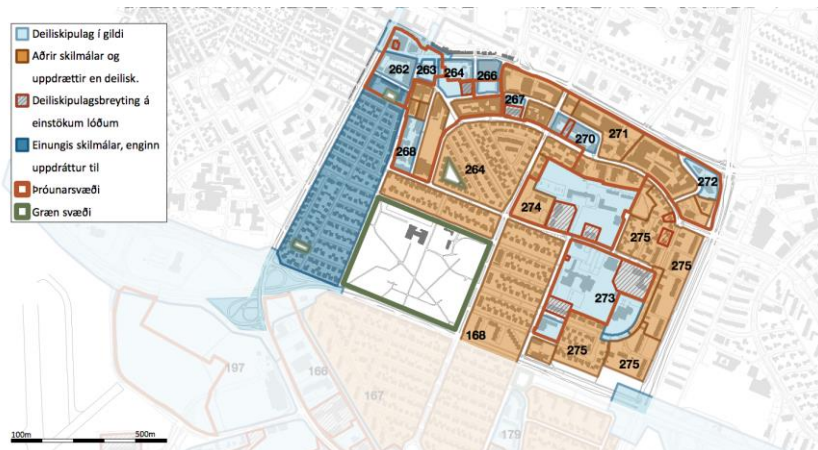 Deiliskipulag í gildi
Aðrir skilmálar og
uppdrættir en deilisk.
Deiliskipulagsbreyting á
einstökum lóðum
Einungis skilmálar, enginn
uppdráttur til
Þróunarsvæði
Græn svæði
262
263
264
266
267
271
270
268
264
272
274
275
275
273
168
275
275
197
166
167
179
100m
500m